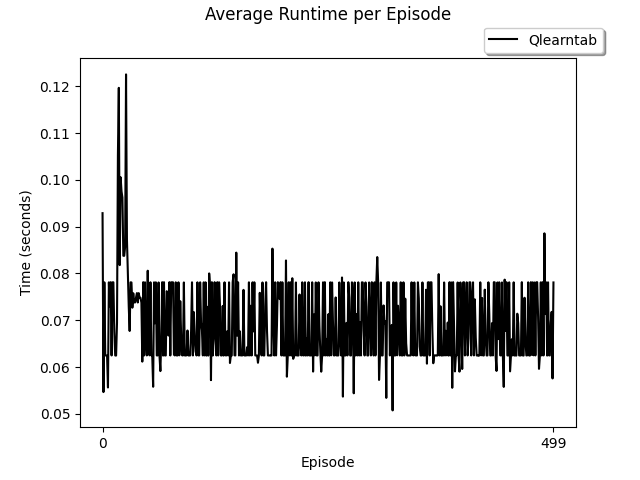 Average Runtime per Episode
Qlearntab
0.12
0.11
0.10
0.09
0.08
0.07
0.06
0.05
Time (seconds)
0
499
Episode